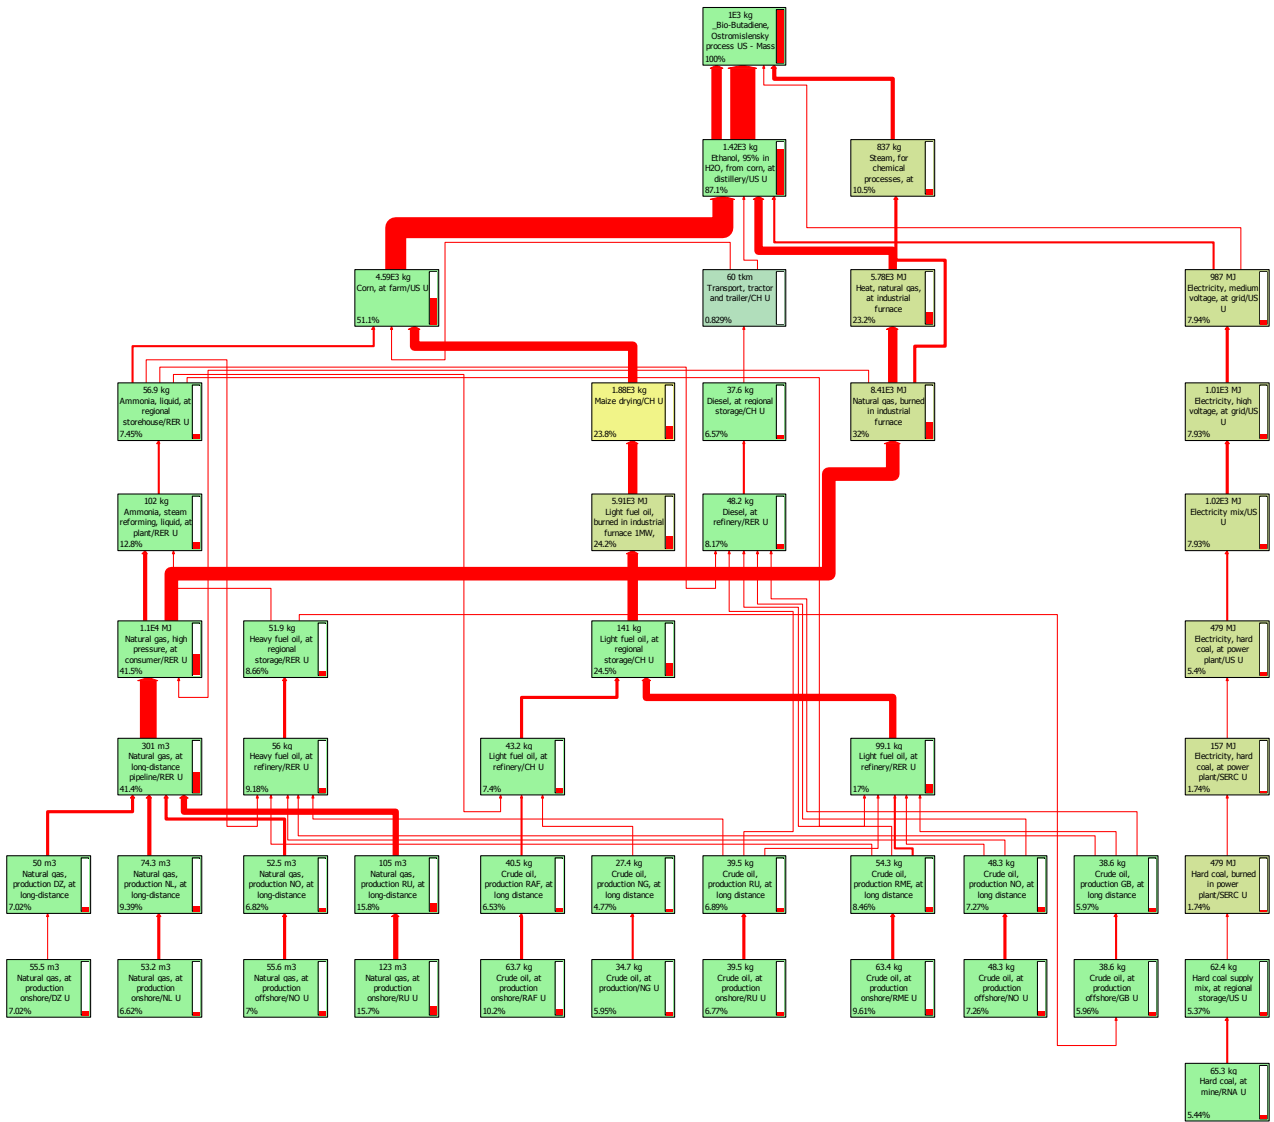 1E3 kg
_Bio-Butadiene,
Ostromislensky
process US - Mass
100%
1.42E3 kg
Ethanol, 95% in
H2O, from corn, at
distillery/US U
87.1%
837 kg
Steam, for
chemical
processes, at
10.5%
4.59E3 kg
Corn, at farm/US U
51.1%
60 tkm
Transport, tractor
and trailer/CH U
0.829%
5.78E3 MJ
Heat, natural gas,
at industrial
furnace
23.2%
987 MJ
Electricity, medium
voltage, at grid/US
U
7.94%
56.9 kg
Ammonia, liquid, at
regional
storehouse/RER U
7.45%
1.88E3 kg
Maize drying/CH U
23.8%
37.6 kg
Diesel, at regional
storage/CH U
6.57%
8.41E3 MJ
Natural gas, burned
in industrial
furnace
32%
1.01E3 MJ
Electricity, high
voltage, at grid/US
U
7.93%
102 kg
Ammonia, steam
reforming, liquid, at
plant/RER U
12.8%
5.91E3 MJ
Light fuel oil,
burned in industrial
furnace 1MW,
24.2%
48.2 kg
Diesel, at
refinery/RER U
8.17%
1.02E3 MJ
Electricity mix/US
U
7.93%
1.1E4 MJ
Natural gas, high
pressure, at
consumer/RER U
41.5%
51.9 kg
Heavy fuel oil, at
regional
storage/RER U
8.66%
141 kg
Light fuel oil, at
regional
storage/CH U
24.5%
479 MJ
Electricity, hard
coal, at power
plant/US U
5.4%
301 m3
Natural gas, at
long-distance
pipeline/RER U
41.4%
56 kg
Heavy fuel oil, at
refinery/RER U
9.18%
43.2 kg
Light fuel oil, at
refinery/CH U
7.4%
99.1 kg
Light fuel oil, at
refinery/RER U
17%
157 MJ
Electricity, hard
coal, at power
plant/SERC U
1.74%
50 m3
Natural gas,
production DZ, at
long-distance
7.02%
74.3 m3
Natural gas,
production NL, at
long-distance
9.39%
52.5 m3
Natural gas,
production NO, at
long-distance
6.82%
105 m3
Natural gas,
production RU, at
long-distance
15.8%
40.5 kg
Crude oil,
production RAF, at
long distance
6.53%
27.4 kg
Crude oil,
production NG, at
long distance
4.77%
39.5 kg
Crude oil,
production RU, at
long distance
6.89%
54.3 kg
Crude oil,
production RME, at
long distance
8.46%
48.3 kg
Crude oil,
production NO, at
long distance
7.27%
38.6 kg
Crude oil,
production GB, at
long distance
5.97%
479 MJ
Hard coal, burned
in power
plant/SERC U
1.74%
55.5 m3
Natural gas, at
production
onshore/DZ U
7.02%
53.2 m3
Natural gas, at
production
onshore/NL U
6.62%
55.6 m3
Natural gas, at
production
offshore/NO U
7%
123 m3
Natural gas, at
production
onshore/RU U
15.7%
63.7 kg
Crude oil, at
production
onshore/RAF U
10.2%
34.7 kg
Crude oil, at
production/NG U
5.95%
39.5 kg
Crude oil, at
production
onshore/RU U
6.77%
63.4 kg
Crude oil, at
production
onshore/RME U
9.61%
48.3 kg
Crude oil, at
production
offshore/NO U
7.26%
38.6 kg
Crude oil, at
production
offshore/GB U
5.96%
62.4 kg
Hard coal supply
mix, at regional
storage/US U
5.37%
65.3 kg
Hard coal, at
mine/RNA U
5.44%